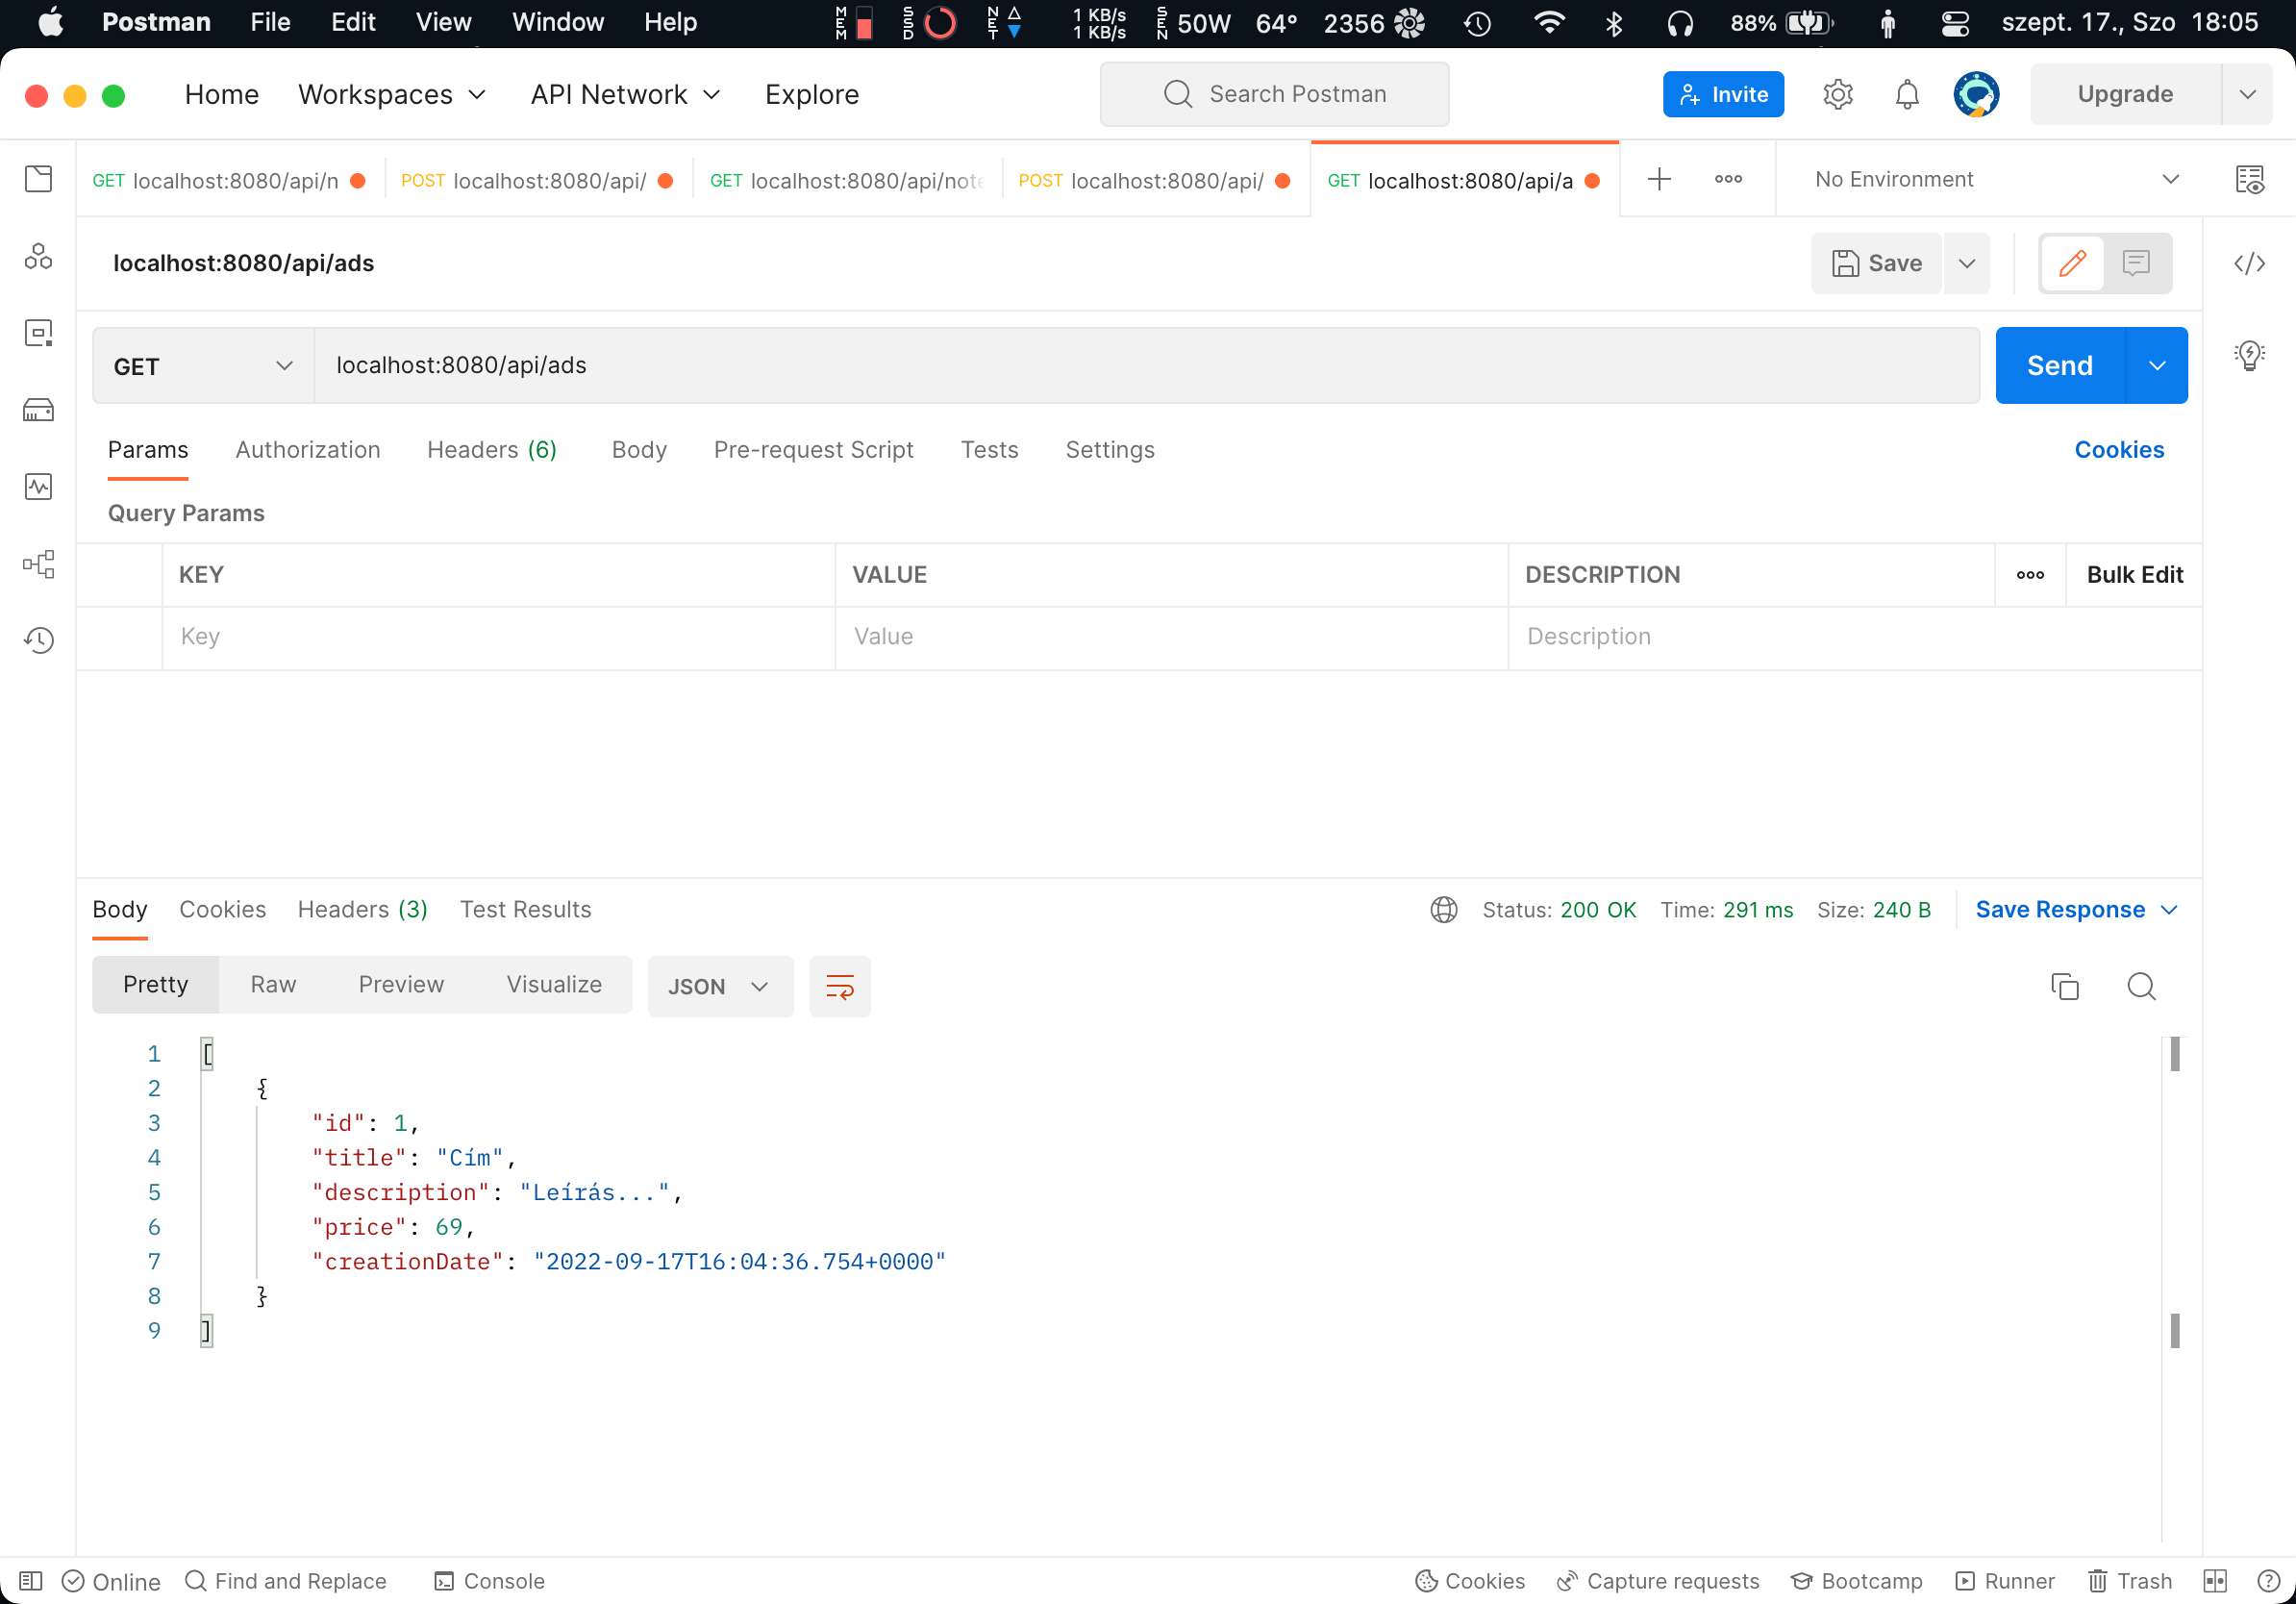 Postman File Edit View Window Help MEM SSD NET 1 KB/s 1 KB/s SEN 50W 64° 2356 88% szept. 17., Szo 18:05
Home Workspaces API Network Explore Search Postman Invite Upgrade
GET localhost:8080/api/n POST localhost:8080/api/ GET localhost:8080/api/note POST localhost:8080/api/ GET localhost:8080/api/a No Environment
localhost:8080/api/ads Save
GET localhost:8080/api/ads Send
Params Authorization Headers (6) Body Pre-request Script Tests Settings Cookies
Query Params
KEY VALUE DESCRIPTION Bulk Edit
Key Value Description
Body Cookies Headers (3) Test Results Status: 200 OK Time: 291 ms Size: 240 B Save Response
Pretty Raw Preview Visualize JSON
1 [
2 {
3 "id": 1,
4 "title": "Cím",
5 "description": "Leírás...",
6 "price": 69,
7 "creationDate": "2022-09-17T16:04:36.754+0000"
8 }
9 ]
Online Find and Replace Console Cookies Capture requests Bootcamp Runner Trash